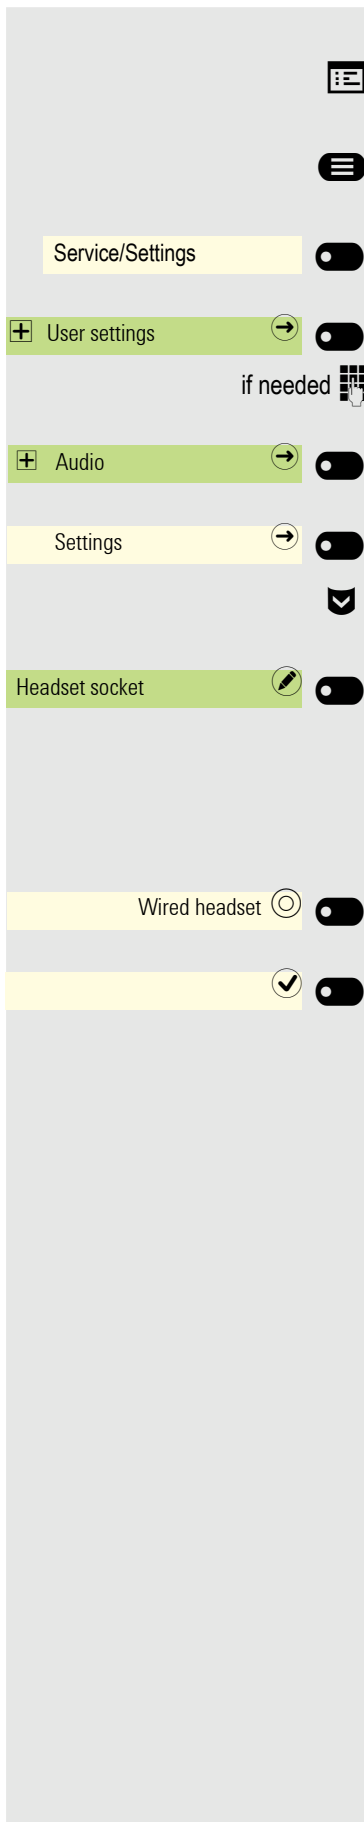 Service/Settings
User settings
if needed
Audio
Settings
Headset socket
Wired headset